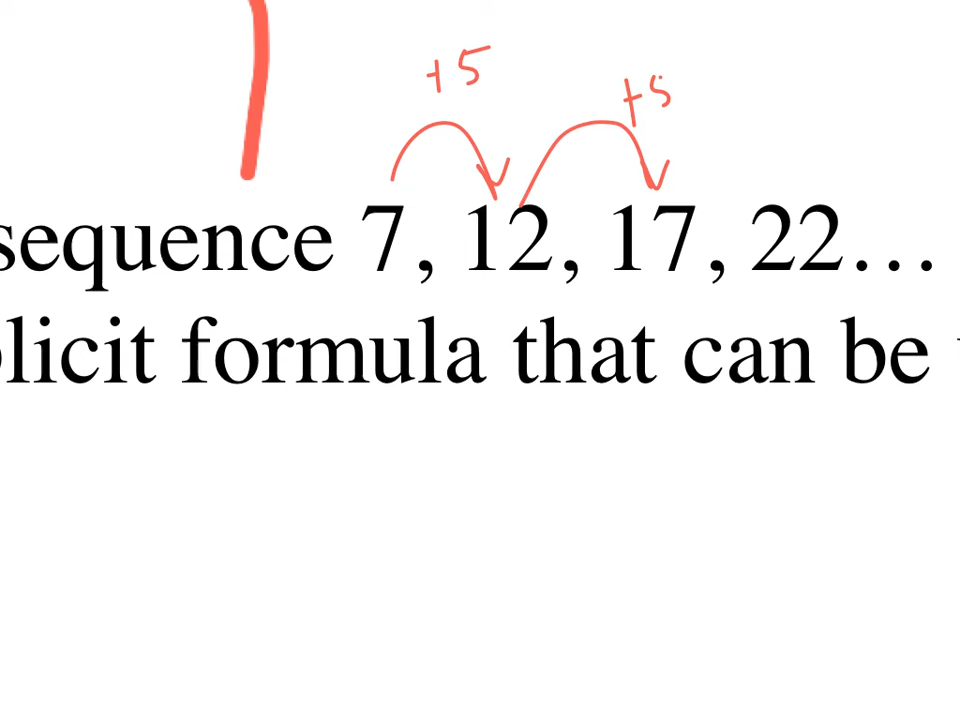 +5 +5
sequence 7, 12, 17, 22…
licit formula that can be